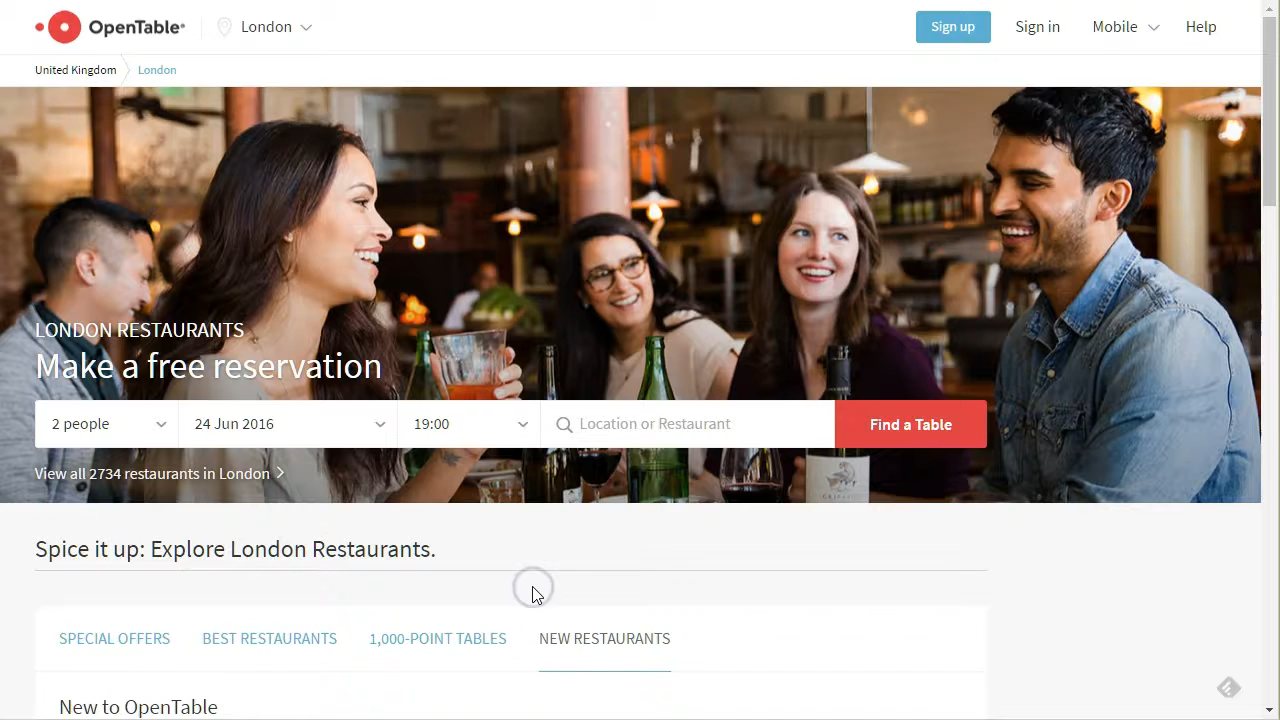 OpenTable®
London
Sign up
Sign in
Mobile
Help
United Kingdom
London
LONDON RESTAURANTS
Make a free reservation
2 people
24 Jun 2016
19:00
Location or Restaurant
Find a Table
View all 2734 restaurants in London
Spice it up: Explore London Restaurants.
SPECIAL OFFERS
BEST RESTAURANTS
1,000-POINT TABLES
NEW RESTAURANTS
New to OpenTable